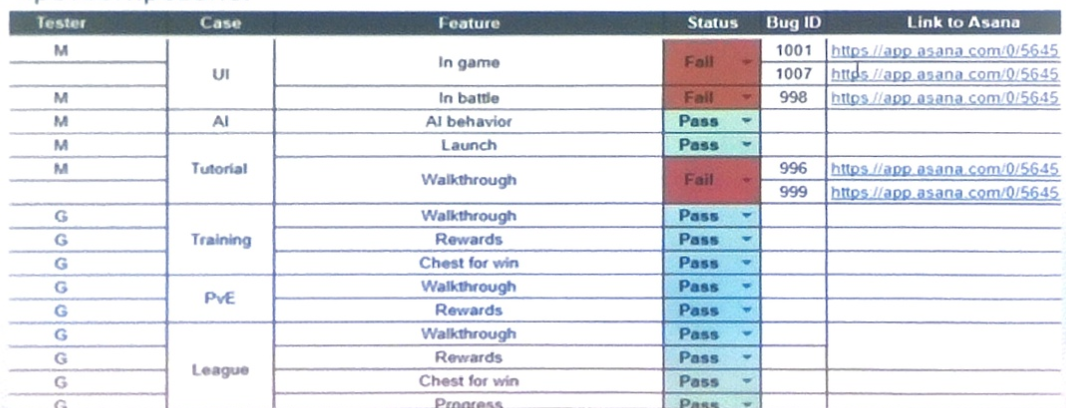 Tester Case Feature Status Bug ID Link to Asana
M UI In game Fail 1001 https://app.asana.com/0/5645
1007 https://app.asana.com/0/5645
M In battle Fail 998 https://app.asana.com/0/5645
M AI AI behavior Pass
M Tutorial Launch Pass
M Walkthrough Fail 996 https://app.asana.com/0/5645
999 https://app.asana.com/0/5645
G Training Walkthrough Pass
G Rewards Pass
G Chest for win Pass
G PvE Walkthrough Pass
G Rewards Pass
G League Walkthrough Pass
G Rewards Pass
G Chest for win Pass
G Progress Pass